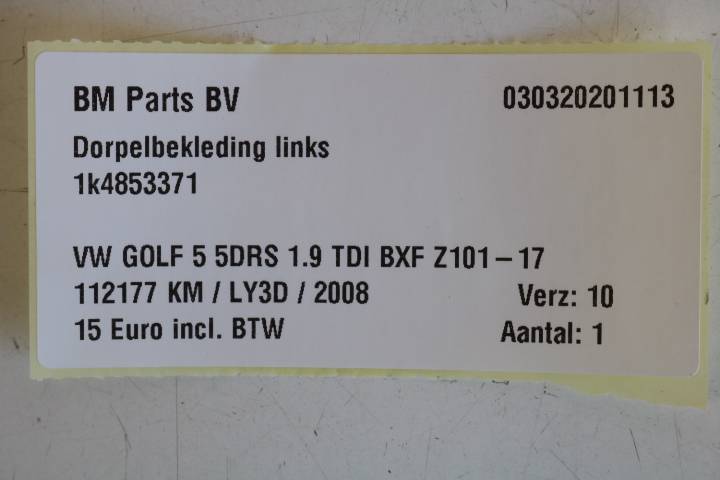 BM Parts BV 030320201113
Dorpelbekleding links
1k4853371
VW GOLF 5 5DRS 1.9 TDI BXF Z101-17
112177 KM / LY3D / 2008 Verz: 10
15 Euro incl. BTW Aantal: 1